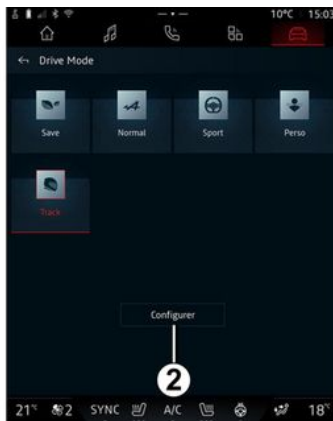 10°C 15:03
Drive Mode
Save Normal Sport Perso
Track
Configurer
2
21°C 2 SYNC A/C 18°C